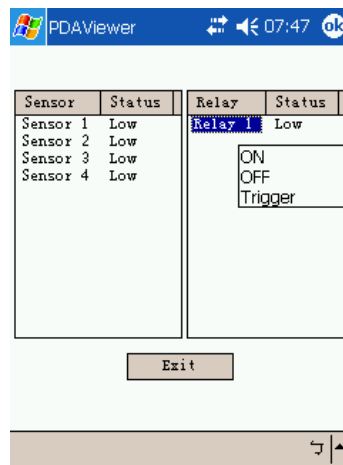 PDAViewer 07:47 ok
Sensor Status Relay Status
Sensor 1 Low Relay 1 Low
Sensor 2 Low
Sensor 3 Low
Sensor 4 Low
ON
OFF
Trigger
Exit